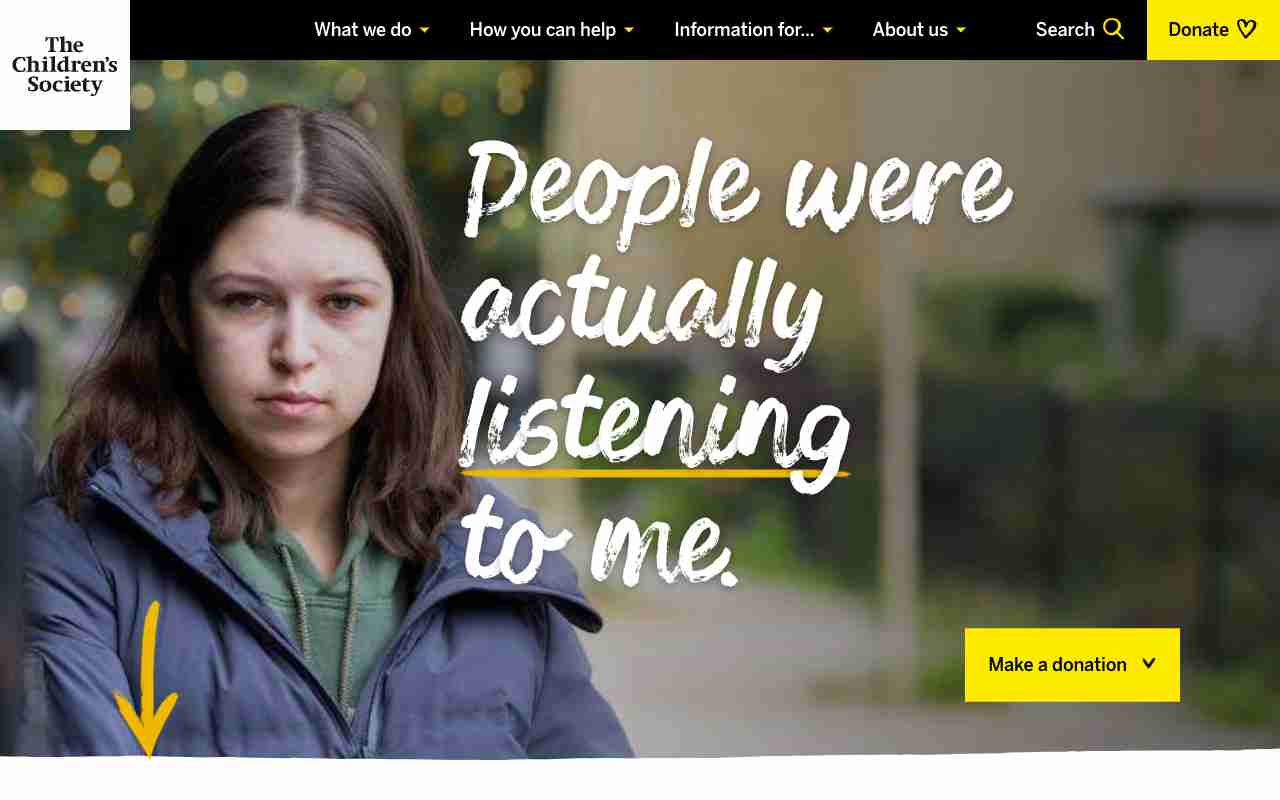 The
Children's
Society
What we do
How you can help
Information for...
About us
Search
Donate
People were
actually
listening
to me.
Make a donation